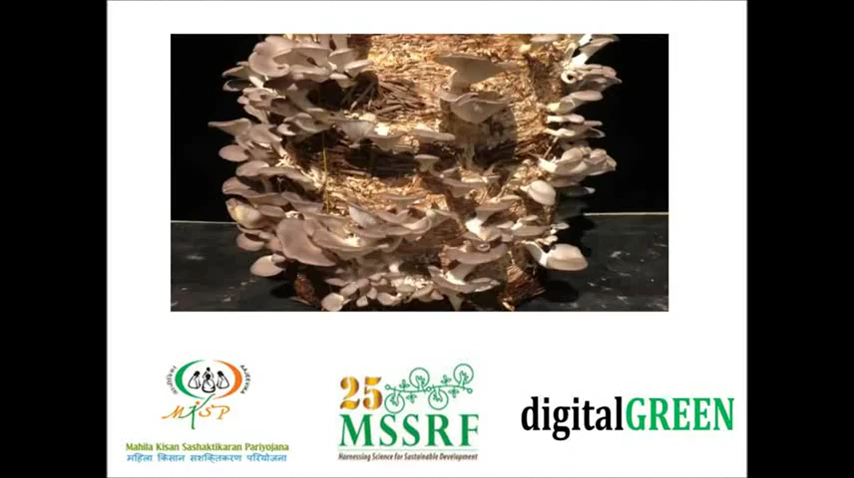 MKSP
Mahila Kisan Sashaktikaran Pariyojana
महिला किसान सशक्तिकरण परियोजना
25
MSSRF
Harnessing Science for Sustainable Development
digitalGREEN